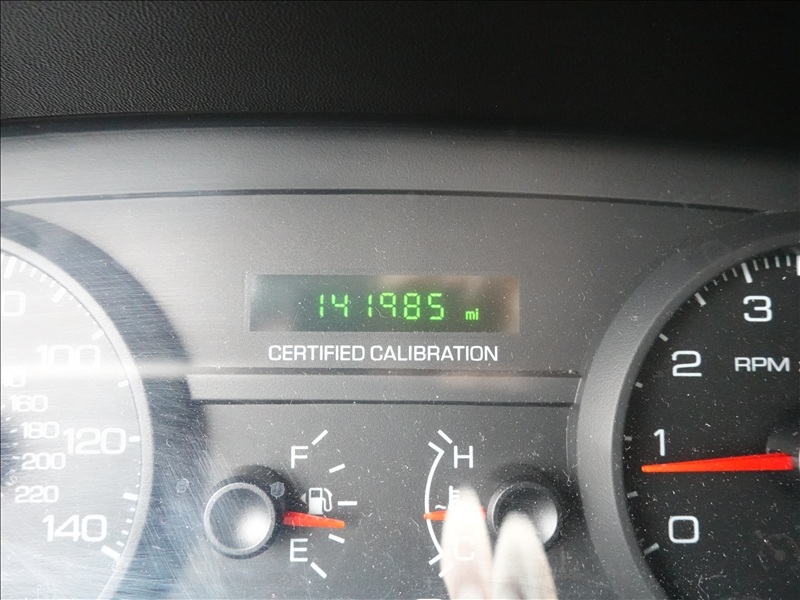 141985 mi
CERTIFIED CALIBRATION
100
120
140
160
180
200
220
F
E
H
C
3
2
1
0
RPM